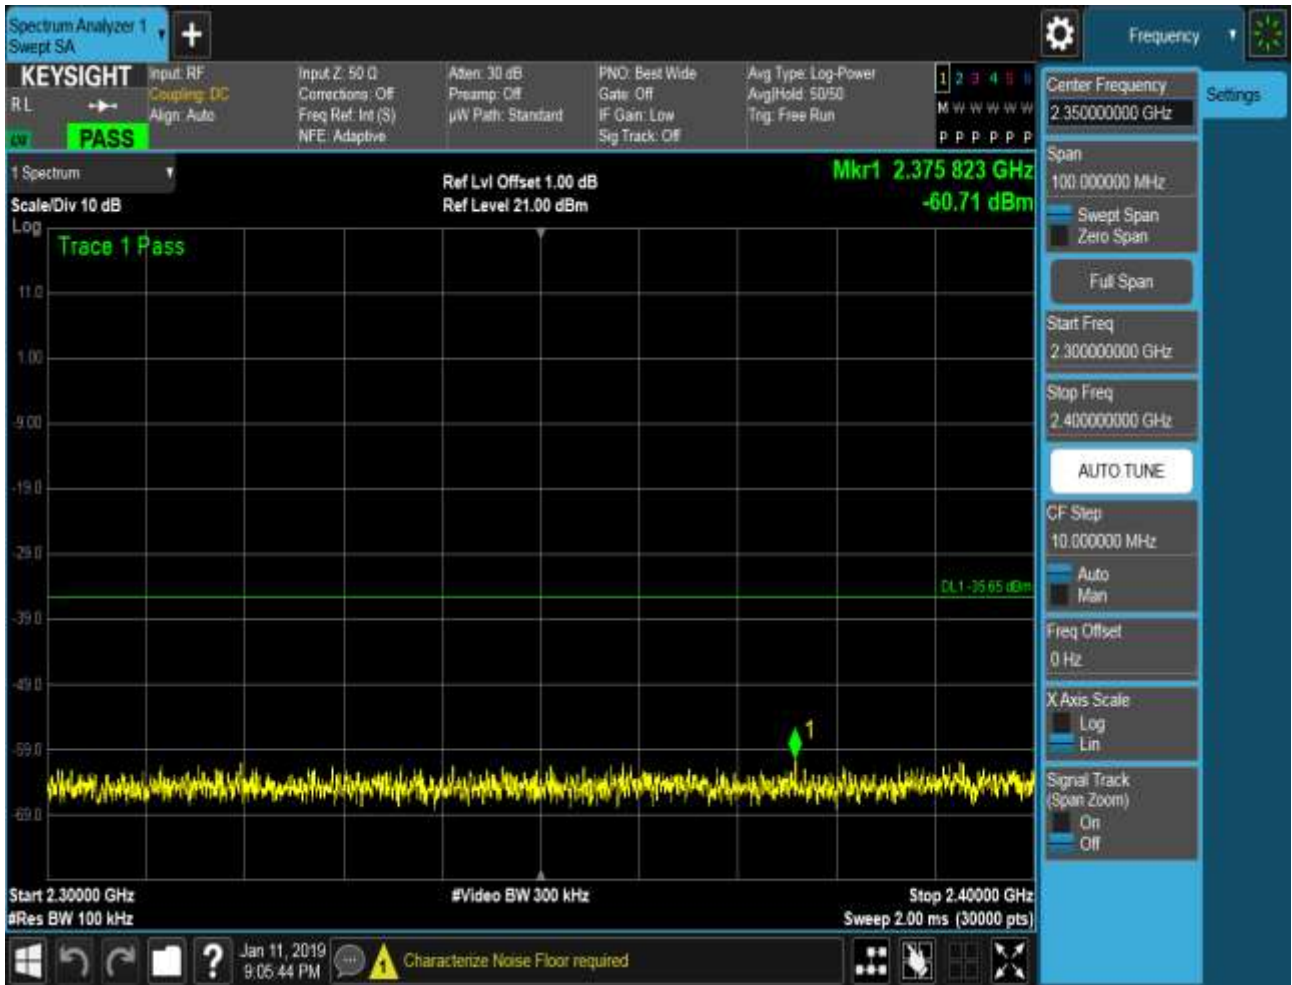 Spectrum Analyzer 1
Swept SA
Frequency
KEYSIGHT
RL
PASS
Input: RF
Coupling: DC
Align: Auto
Input Z: 50 Ω
Corrections: Off
Freq Ref: Int (S)
NFE: Adaptive
Atten: 30 dB
Preamp: Off
µW Path: Standard
PNO: Best Wide
Gate: Off
IF Gain: Low
Sig Track: Off
Avg Type: Log-Power
Avg|Hold: 50/50
Trig: Free Run
1 2 3 4 5 6
M W W W W W
P P P P P P
1 Spectrum
Scale/Div 10 dB
Ref Lvl Offset 1.00 dB
Ref Level 21.00 dBm
Mkr1 2.375 823 GHz
-60.71 dBm
Log
Trace 1 Pass
11.0
1.00
-9.00
-19.0
-29.0
DL1 -35.65 dBm
-39.0
-49.0
1
-59.0
-69.0
Start 2.30000 GHz
#Res BW 100 kHz
#Video BW 300 kHz
Stop 2.40000 GHz
Sweep 2.00 ms (30000 pts)
Center Frequency
2.350000000 GHz
Settings
Span
100.000000 MHz
Swept Span
Zero Span
Full Span
Start Freq
2.300000000 GHz
Stop Freq
2.400000000 GHz
AUTO TUNE
CF Step
10.000000 MHz
Auto
Man
Freq Offset
0 Hz
X Axis Scale
Log
Lin
Signal Track
(Span Zoom)
On
Off
?
Jan 11, 2019
9:05:44 PM
1
Characterize Noise Floor required